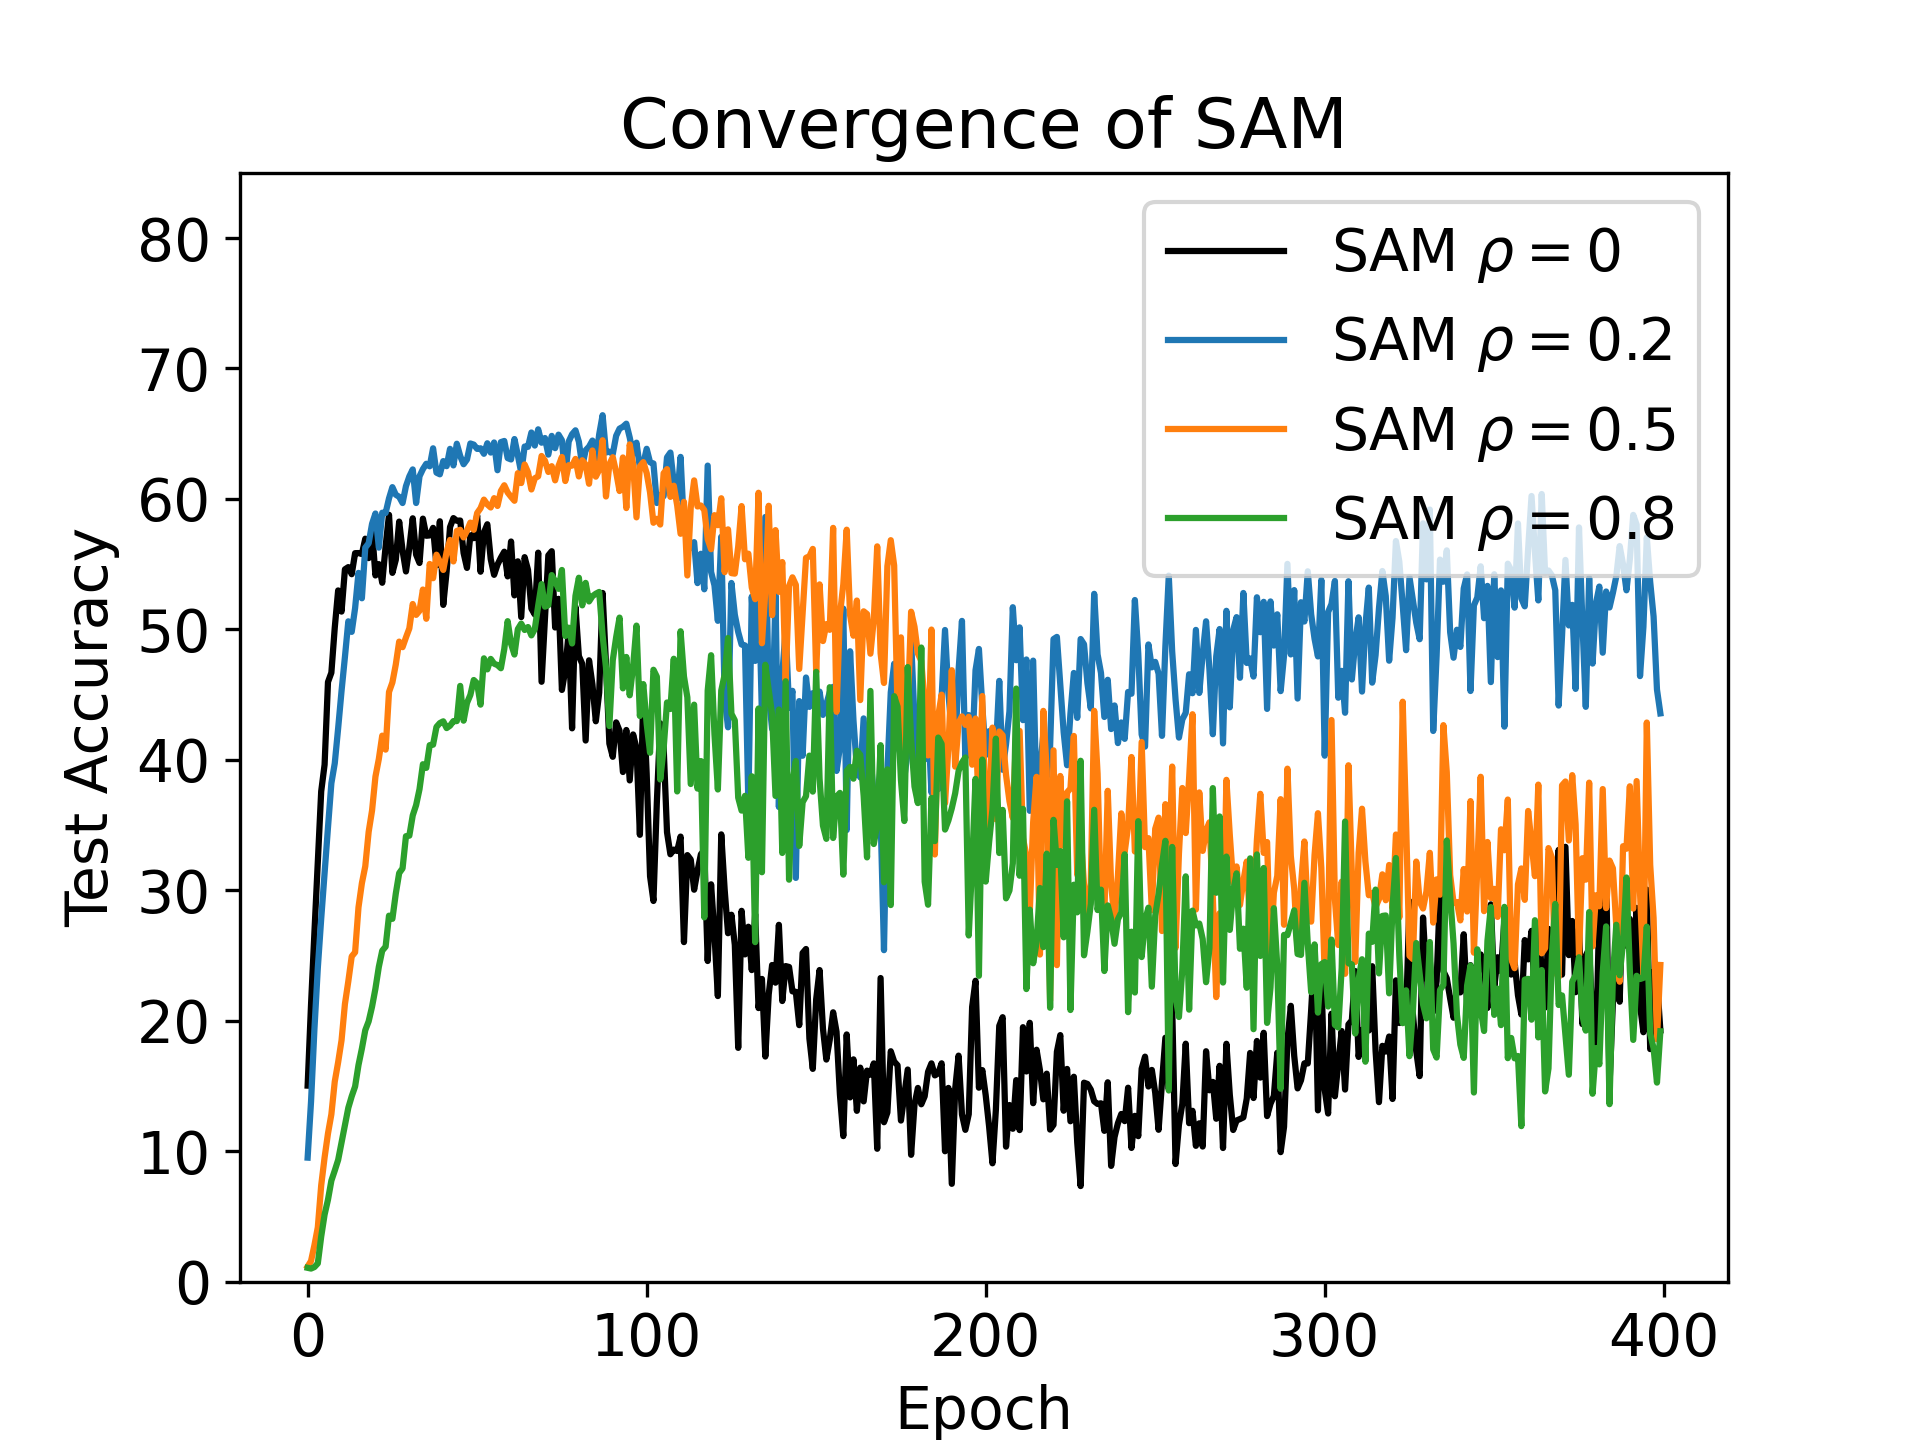 Convergence of SAM
SAM ρ = 0
SAM ρ = 0.2
SAM ρ = 0.5
SAM ρ = 0.8
Test Accuracy
80
70
60
50
40
30
20
10
0
0 100 200 300 400
Epoch